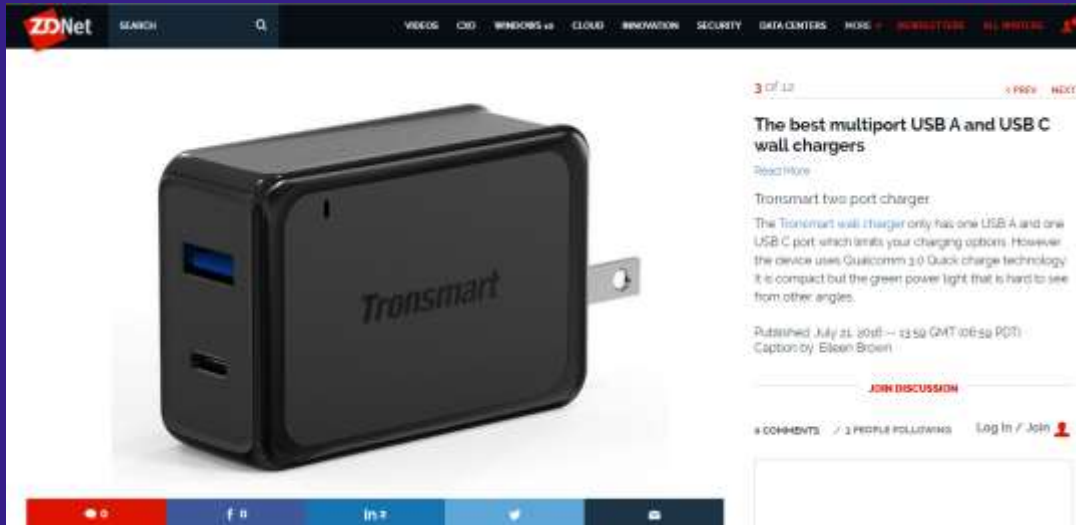 ZDNet SEARCH VIDEOS CXO WINDOWS 10 CLOUD INNOVATION SECURITY DATA CENTERS MORE NEWSLETTERS ALL WRITERS
3 of 12 PREV NEXT
The best multiport USB A and USB C
wall chargers
Read More
Tronsmart two port charger
The Tronsmart wall charger only has one USB A and one
USB C port which limits your charging options. However
the device uses Qualcomm 3.0 Quick charge technology.
It is compact but the green power light that is hard to see
from other angles.
Published: July 21, 2016 -- 13:59 GMT (06:59 PDT)
Caption by: Eileen Brown
JOIN DISCUSSION
COMMENTS / PEOPLE FOLLOWING Log In / Join
Tronsmart
0 f 0 in 2